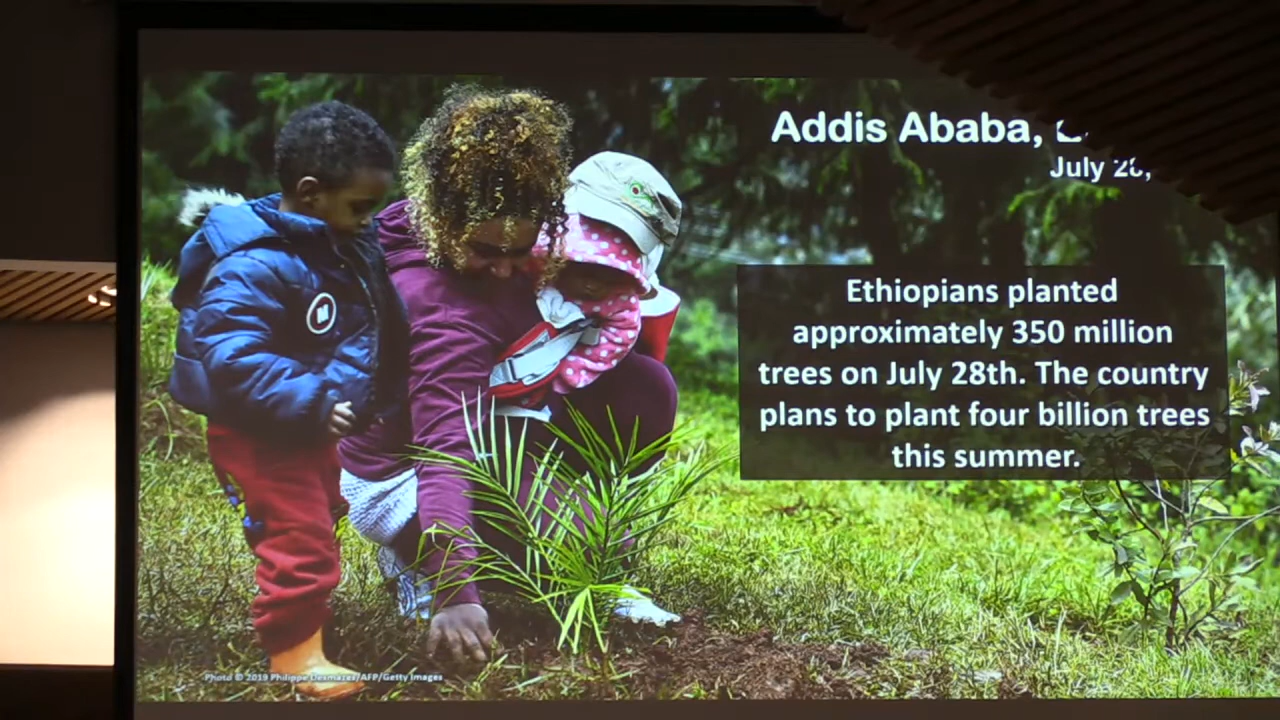 Addis Ababa,
July 28,
Ethiopians planted
approximately 350 million
trees on July 28th. The country
plans to plant four billion trees
this summer.
Photo © 2019 Philippe Desmazes/AFP/Getty Images